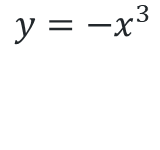 y = −x³